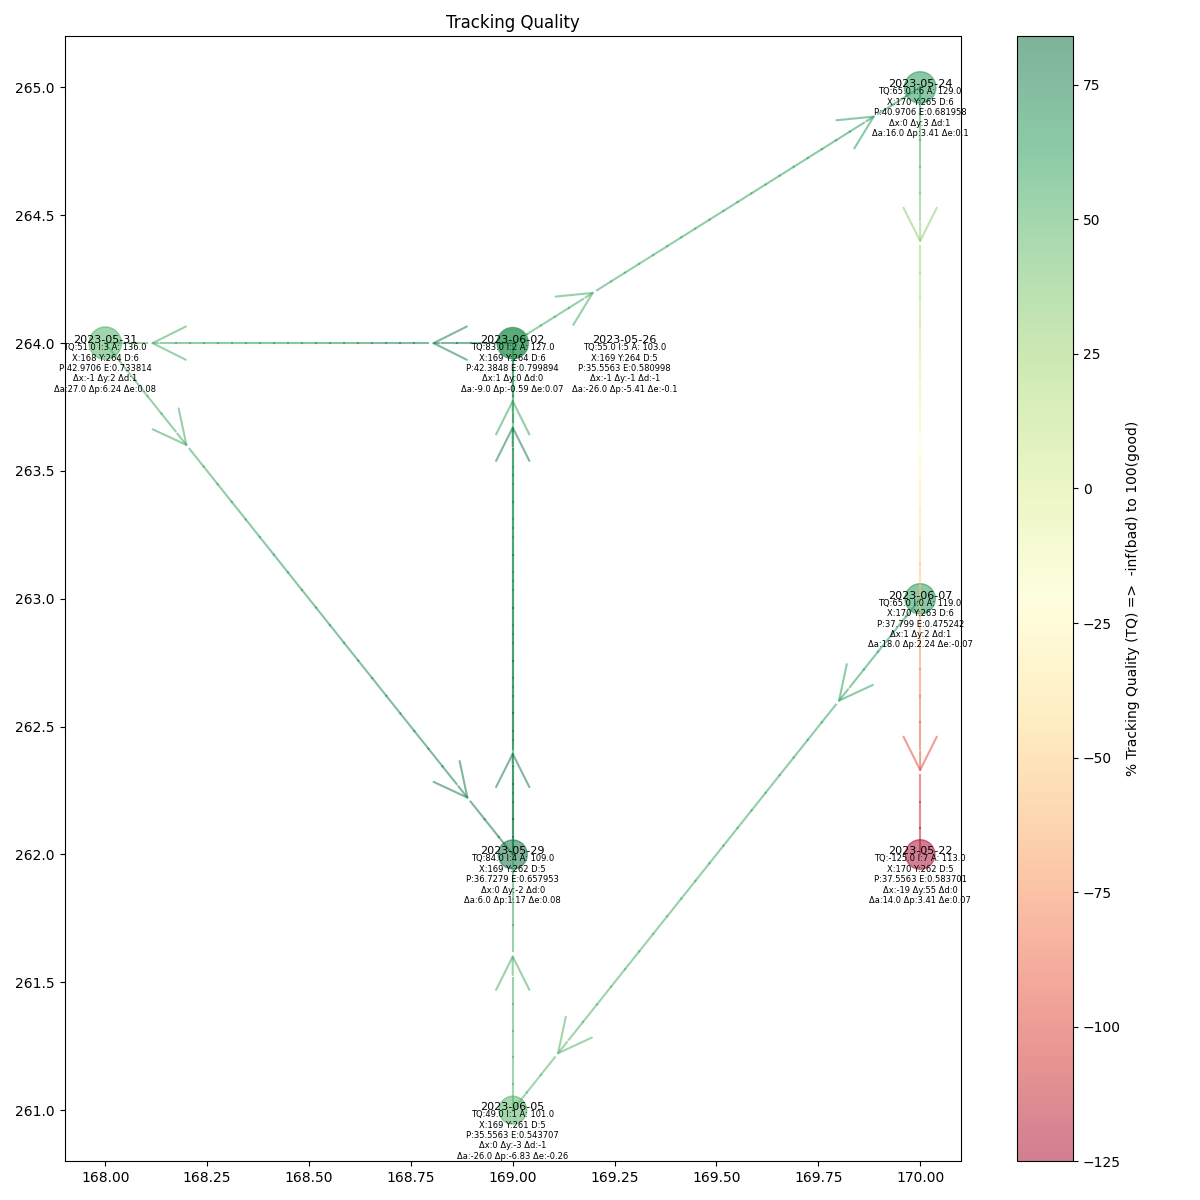 Tracking Quality
265.0
264.5
264.0
263.5
263.0
262.5
262.0
261.5
261.0
2023-05-24
TQ:65.0 I:6 A: 129.0
X:170 Y:265 D:6
P:40.9706 E:0.681958
Δx:0 Δy:3 Δd:1
Δa:16.0 Δp:3.41 Δe:0.1
2023-05-31
TQ:51.0 I:3 A: 136.0
X:168 Y:264 D:6
P:42.9706 E:0.733814
Δx:-1 Δy:2 Δd:1
Δa:27.0 Δp:6.24 Δe:0.08
2023-06-02
TQ:83.0 I:2 A: 127.0
X:169 Y:264 D:6
P:42.3848 E:0.799894
Δx:1 Δy:0 Δd:0
Δa:-9.0 Δp:-0.59 Δe:0.07
2023-05-26
TQ:55.0 I:5 A: 103.0
X:169 Y:264 D:5
P:35.5563 E:0.580998
Δx:-1 Δy:-1 Δd:-1
Δa:-26.0 Δp:-5.41 Δe:-0.1
2023-06-07
TQ:65.0 I:0 A: 119.0
X:170 Y:263 D:6
P:37.799 E:0.475242
Δx:1 Δy:2 Δd:1
Δa:18.0 Δp:2.24 Δe:-0.07
2023-05-29
TQ:84.0 I:4 A: 109.0
X:169 Y:262 D:5
P:36.7279 E:0.657953
Δx:0 Δy:-2 Δd:0
Δa:6.0 Δp:1.17 Δe:0.08
2023-05-22
TQ:-125.0 I:7 A: 113.0
X:170 Y:262 D:5
P:37.5563 E:0.583701
Δx:-19 Δy:55 Δd:0
Δa:14.0 Δp:3.41 Δe:0.07
2023-06-05
TQ:49.0 I:1 A: 101.0
X:169 Y:261 D:5
P:35.5563 E:0.543707
Δx:0 Δy:-3 Δd:-1
Δa:-26.0 Δp:-6.83 Δe:-0.26
168.00 168.25 168.50 168.75 169.00 169.25 169.50 169.75 170.00
75
50
25
0
−25
−50
−75
−100
−125
% Tracking Quality (TQ) => -inf(bad) to 100(good)